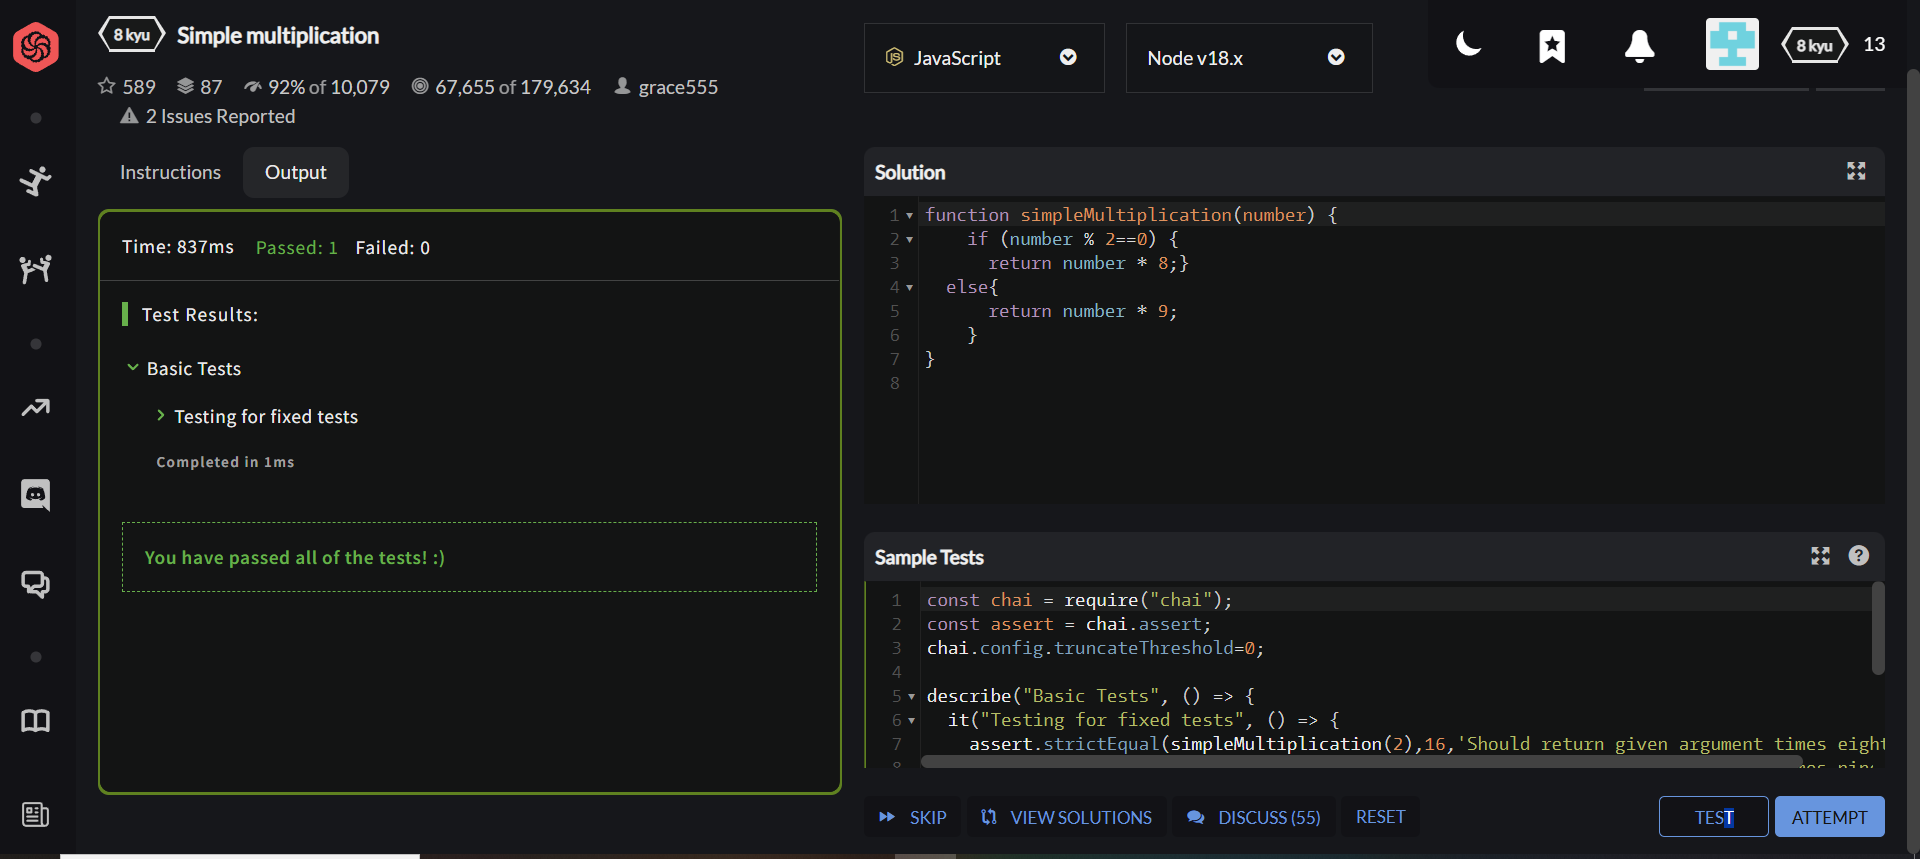 8 kyu Simple multiplication
589 87 92% of 10,079 67,655 of 179,634 grace555
2 Issues Reported
JavaScript
Node v18.x
8 kyu 13
Instructions Output
Time: 837ms Passed: 1 Failed: 0
Test Results:
Basic Tests
Testing for fixed tests
Completed in 1ms
You have passed all of the tests! :)
Solution
1 function simpleMultiplication(number) {
2 if (number % 2==0) {
3 return number * 8;}
4 else{
5 return number * 9;
6 }
7 }
8
Sample Tests
1 const chai = require("chai");
2 const assert = chai.assert;
3 chai.config.truncateThreshold=0;
4
5 describe("Basic Tests", () => {
6 it("Testing for fixed tests", () => {
7 assert.strictEqual(simpleMultiplication(2),16,'Should return given argument times eight
SKIP VIEW SOLUTIONS DISCUSS (55) RESET TEST ATTEMPT